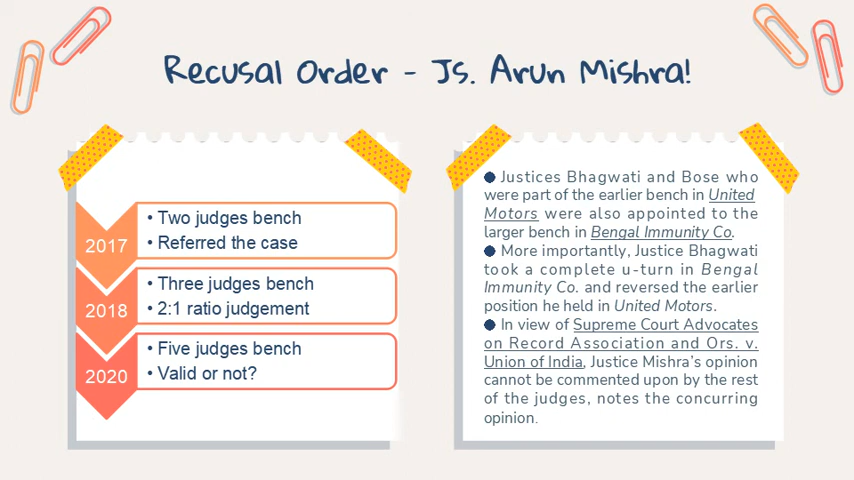 Recusal Order - Js. Arun Mishra!
2017
• Two judges bench
• Referred the case
2018
• Three judges bench
• 2:1 ratio judgement
2020
• Five judges bench
• Valid or not?
● Justices Bhagwati and Bose who
were part of the earlier bench in United
Motors were also appointed to the
larger bench in Bengal Immunity Co.
● More importantly, Justice Bhagwati
took a complete u-turn in Bengal
Immunity Co. and reversed the earlier
position he held in United Motors.
● In view of Supreme Court Advocates
on Record Association and Ors. v.
Union of India, Justice Mishra's opinion
cannot be commented upon by the rest
of the judges, notes the concurring
opinion.